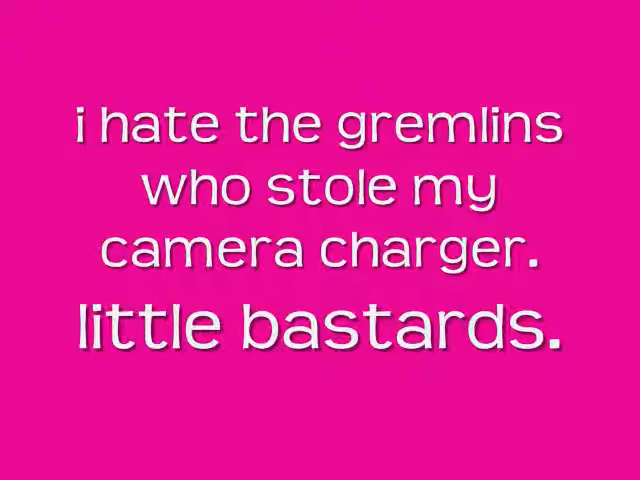 i hate the gremlins
who stole my
camera charger.
little bastards.